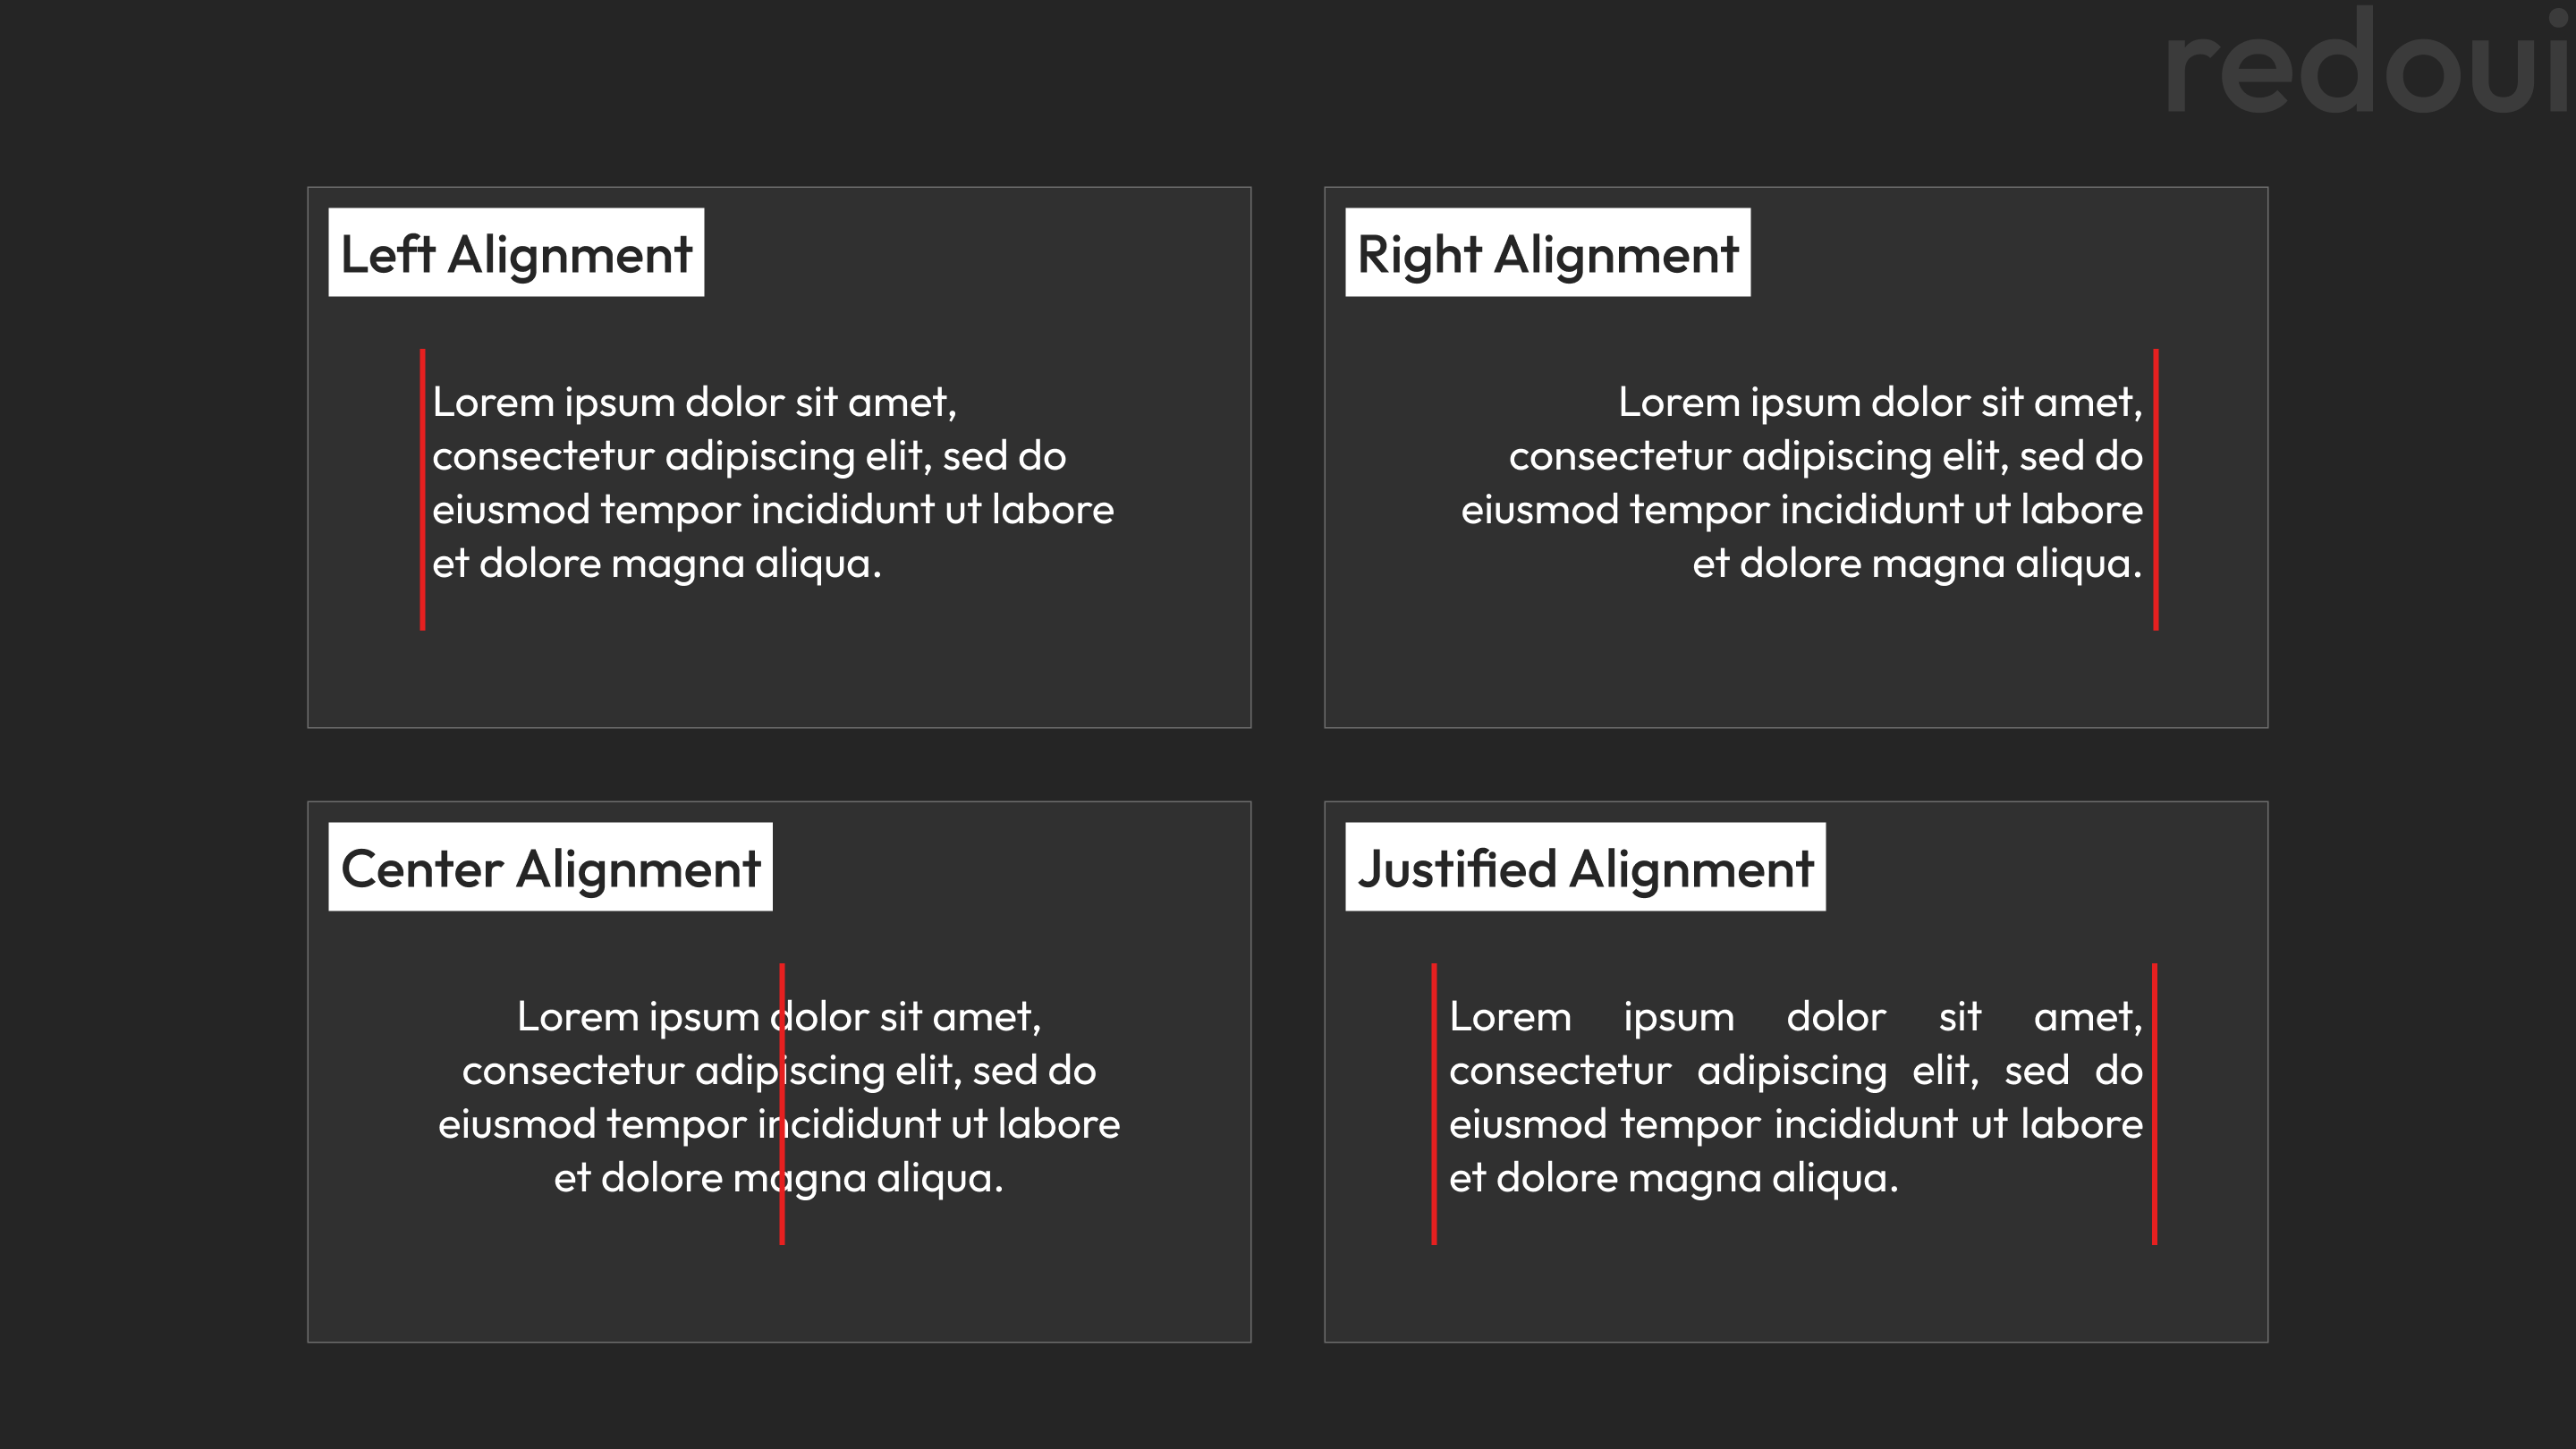 redoui
Left Alignment
Lorem ipsum dolor sit amet,
consectetur adipiscing elit, sed do
eiusmod tempor incididunt ut labore
et dolore magna aliqua.
Right Alignment
Lorem ipsum dolor sit amet,
consectetur adipiscing elit, sed do
eiusmod tempor incididunt ut labore
et dolore magna aliqua.
Center Alignment
Lorem ipsum dolor sit amet,
consectetur adipiscing elit, sed do
eiusmod tempor incididunt ut labore
et dolore magna aliqua.
Justified Alignment
Lorem ipsum dolor sit amet,
consectetur adipiscing elit, sed do
eiusmod tempor incididunt ut labore
et dolore magna aliqua.